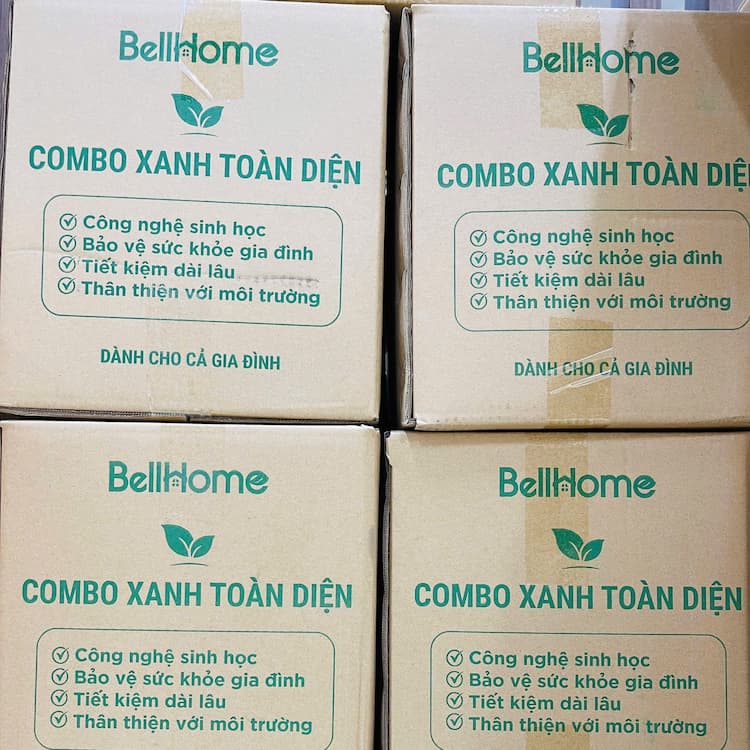 BellHome
COMBO XANH TOÀN DIỆN
Công nghệ sinh học
Bảo vệ sức khỏe gia đình
Tiết kiệm dài lâu
Thân thiện với môi trường
DÀNH CHO CẢ GIA ĐÌNH
BellHome
COMBO XANH TOÀN DIỆ
Công nghệ sinh học
Bảo vệ sức khỏe gia đình
Tiết kiệm dài lâu
Thân thiện với môi trường
DÀNH CHO CẢ GIA ĐÌNH
BellHome
COMBO XANH TOÀN DIỆN
Công nghệ sinh học
Bảo vệ sức khỏe gia đình
Tiết kiệm dài lâu
Thân thiện với môi trường
BellHome
COMBO XANH TOÀN DIỆN
Công nghệ sinh học
Bảo vệ sức khỏe gia đình
Tiết kiệm dài lâu
Thân thiện với môi trường